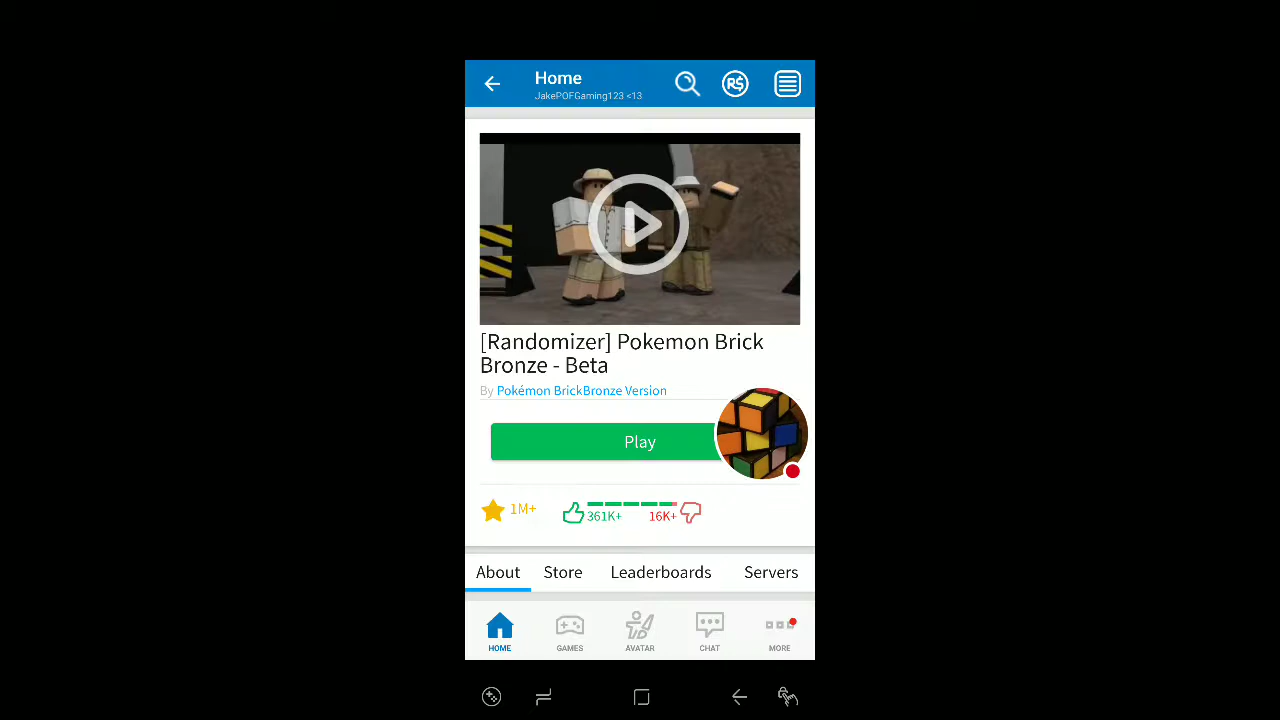 Home
JakePOFGaming123 <13
R$
[Randomizer] Pokemon Brick
Bronze - Beta
By Pokémon BrickBronze Version
Play
1M+
361K+
16K+
About Store Leaderboards Servers
HOME GAMES AVATAR CHAT MORE